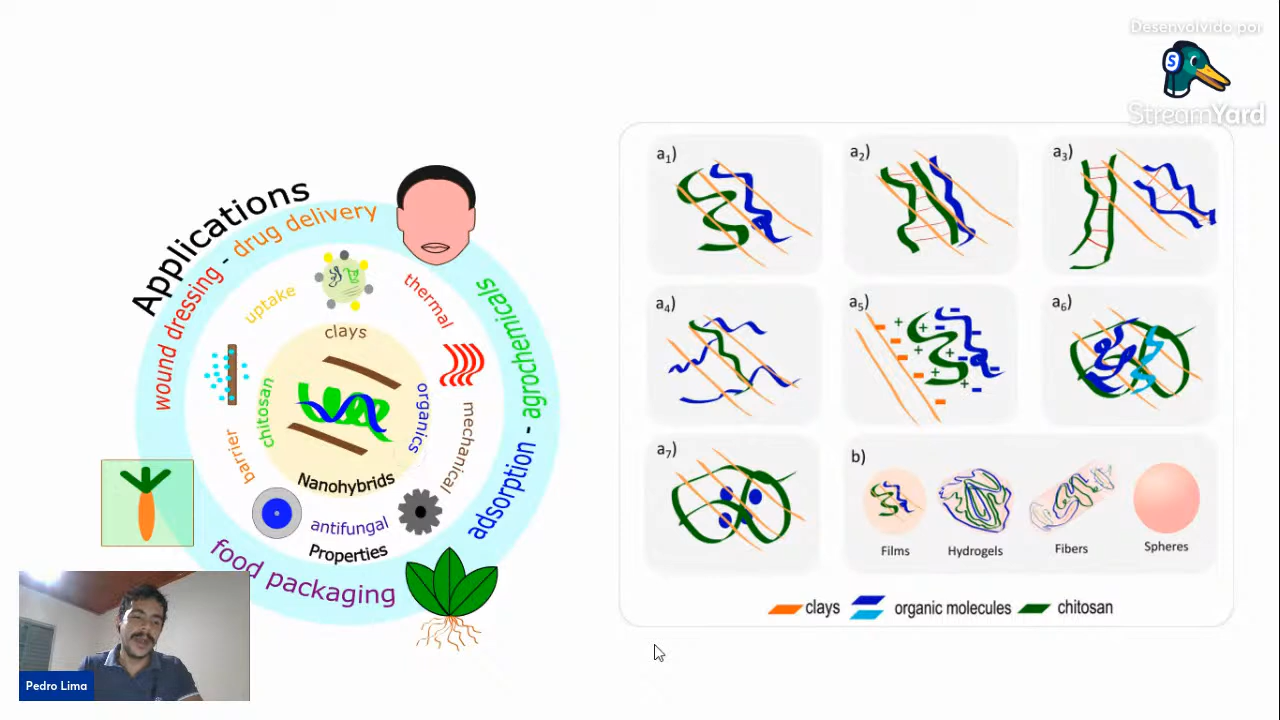 Desenvolvido por
S
StreamYard
Applications
wound dressing - drug delivery
adsorption - agrochemicals
food packaging
uptake
thermal
mechanical
antifungal
barrier
Properties
clays
chitosan
organics
Nanohybrids
a1)
a2)
a3)
a4)
a5)
a6)
a7)
b)
Films
Hydrogels
Fibers
Spheres
clays organic molecules chitosan
Pedro Lima